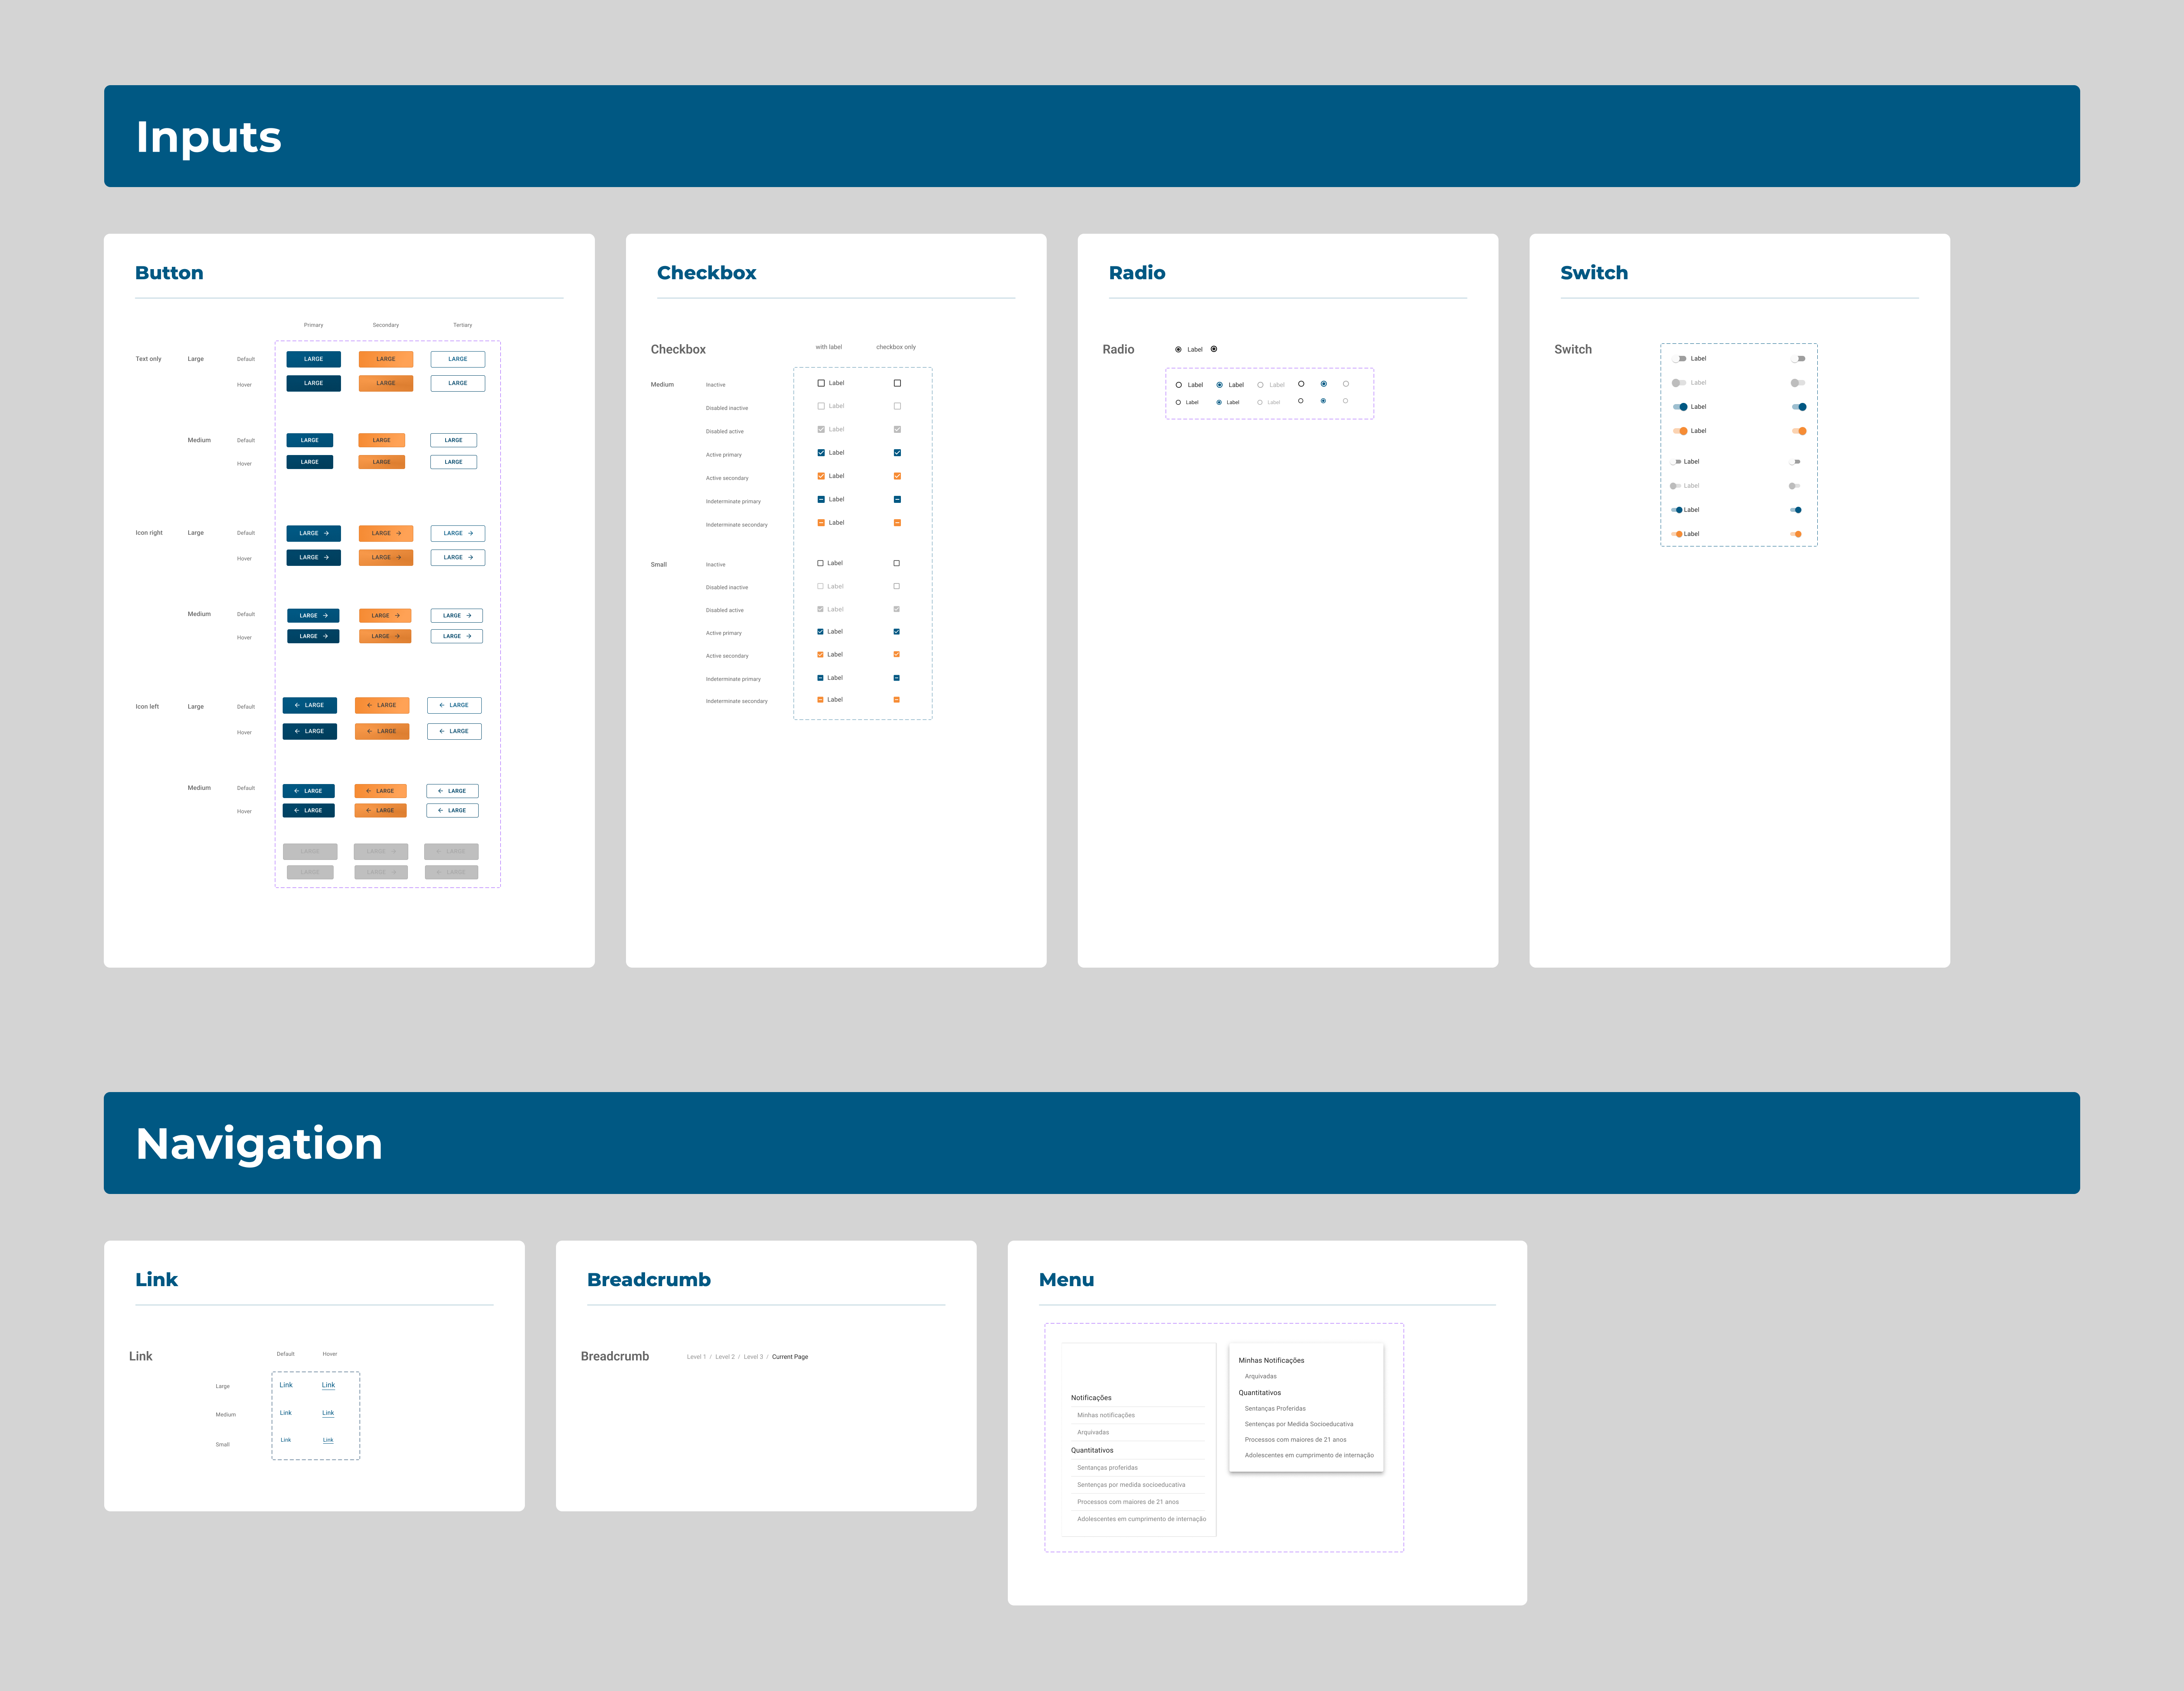 Inputs
Button
Primary Secondary Tertiary
Text only Large Default LARGE LARGE LARGE
Hover LARGE LARGE LARGE
Medium Default LARGE LARGE LARGE
Hover LARGE LARGE LARGE
Icon right Large Default LARGE → LARGE → LARGE →
Hover LARGE → LARGE → LARGE →
Medium Default LARGE → LARGE → LARGE →
Hover LARGE → LARGE → LARGE →
Icon left Large Default ← LARGE ← LARGE ← LARGE
Hover ← LARGE ← LARGE ← LARGE
Medium Default ← LARGE ← LARGE ← LARGE
Hover ← LARGE ← LARGE ← LARGE
LARGE LARGE → ← LARGE
LARGE LARGE → ← LARGE
Checkbox
Checkbox with label checkbox only
Medium Inactive Label
Disabled inactive Label
Disabled active Label
Active primary Label
Active secondary Label
Indeterminate primary Label
Indeterminate secondary Label
Small Inactive Label
Disabled inactive Label
Disabled active Label
Active primary Label
Active secondary Label
Indeterminate primary Label
Indeterminate secondary Label
Radio
Radio Label
Label Label Label
Label Label Label
Switch
Switch
Label
Label
Label
Label
Label
Label
Label
Label
Navigation
Link
Link Default Hover
Large Link Link
Medium Link Link
Small Link Link
Breadcrumb
Breadcrumb Level 1 / Level 2 / Level 3 / Current Page
Menu
Notificações
Minhas notificações
Arquivadas
Quantitativos
Sentanças proferidas
Sentenças por medida socioeducativa
Processos com maiores de 21 anos
Adolescentes em cumprimento de internação
Minhas Notificações
Arquivadas
Quantitativos
Sentanças Proferidas
Sentenças por Medida Socioeducativa
Processos com maiores de 21 anos
Adolescentes em cumprimento de internação